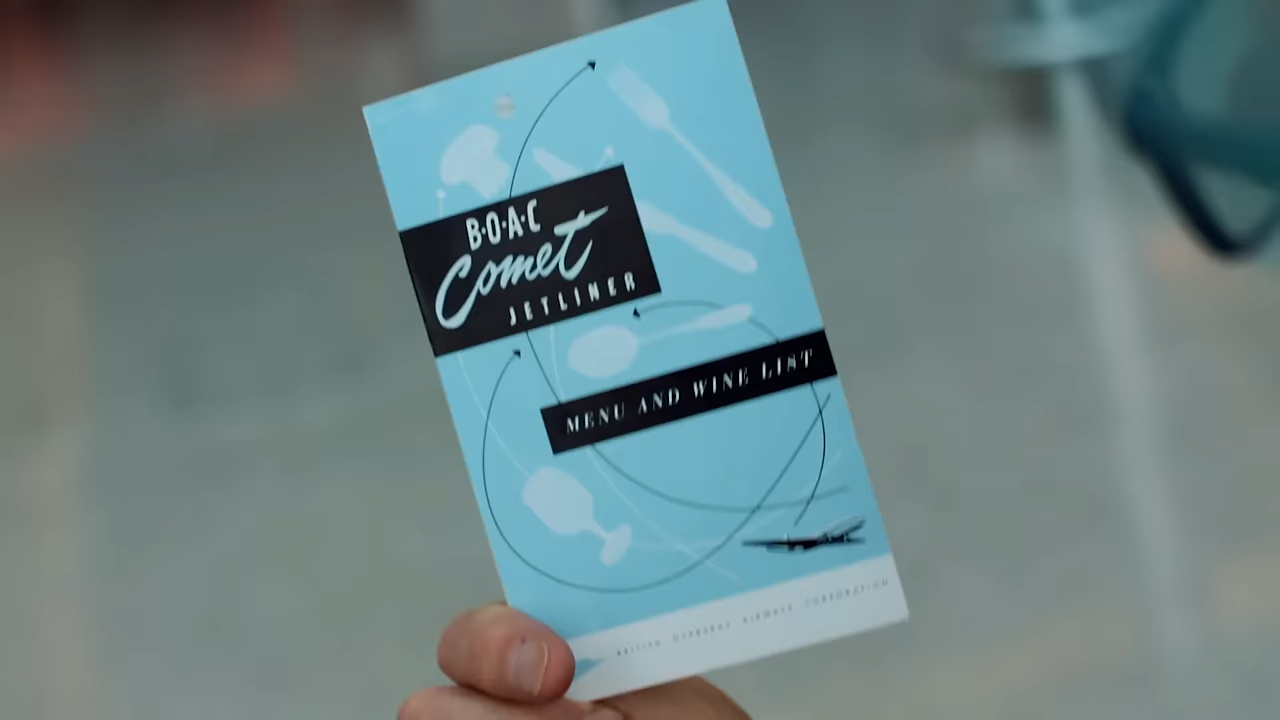 B·O·A·C
Comet
JETLINER
MENU AND WINE LIST
BRITISH OVERSEAS AIRWAYS CORPORATION